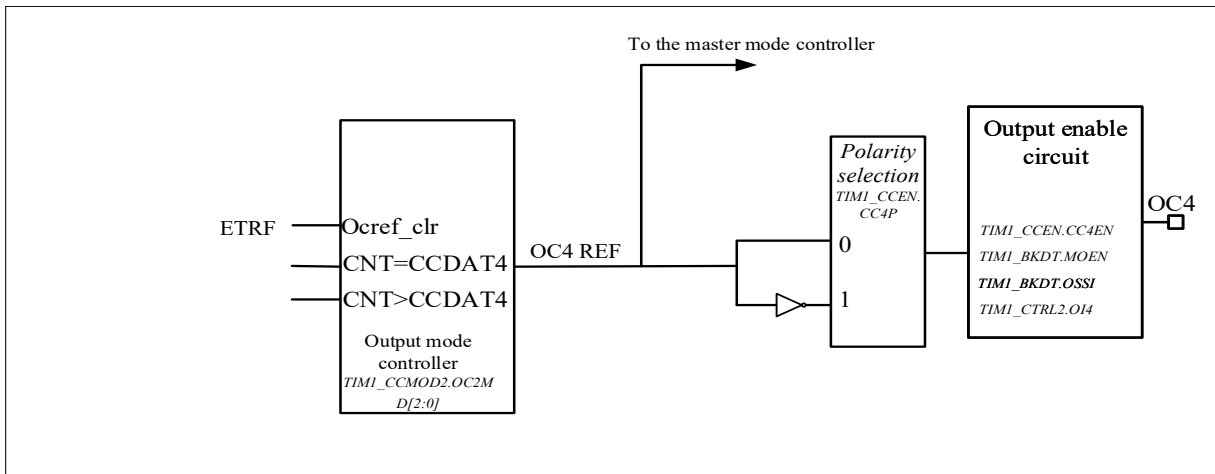 To the master mode controller
ETRF
Ocref_clr
CNT=CCDAT4
CNT>CCDAT4
Output mode
controller
TIM1_CCMOD2.OC2M
D[2:0]
OC4 REF
Polarity
selection
TIM1_CCEN.
CC4P
0
1
Output enable
circuit
TIM1_CCEN.CC4EN
TIM1_BKDT.MOEN
TIM1_BKDT.OSSI
TIM1_CTRL2.OI4
OC4